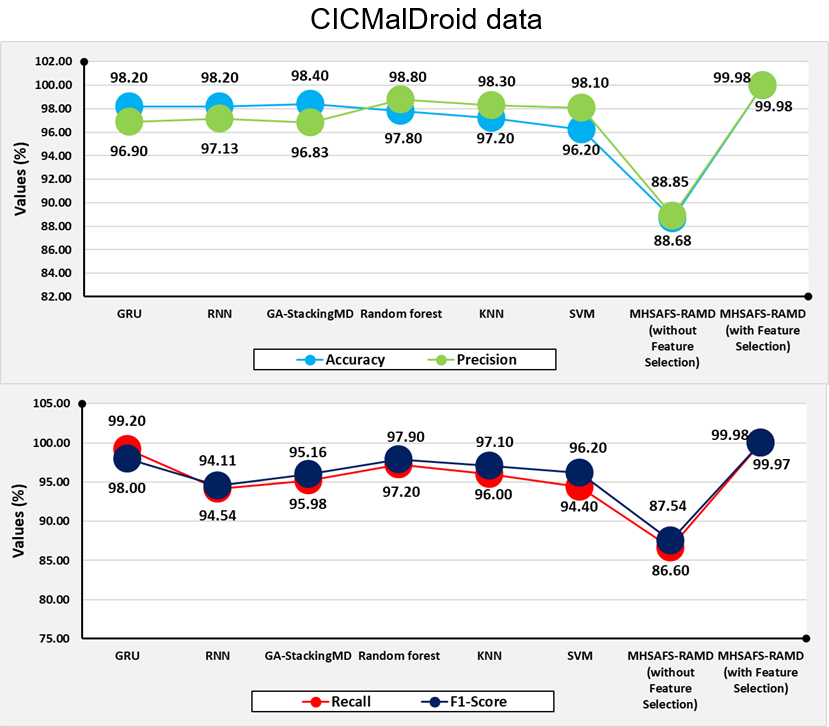 CICMalDroid data
102.00
100.00
98.00
96.00
94.00
92.00
90.00
88.00
86.00
84.00
82.00
Values (%)
98.20 98.20 98.40 98.80 98.30 98.10 99.98
96.90 97.13 96.83 97.80 97.20 96.20 99.98
88.85
88.68
GRU RNN GA-StackingMD Random forest KNN SVM MHSAFS-RAMD MHSAFS-RAMD
(without (with Feature
Feature Selection)
Selection)
Accuracy Precision
105.00
100.00
95.00
90.00
85.00
80.00
75.00
Values (%)
99.20 94.11 95.16 97.90 97.10 96.20 99.98
98.00 94.54 95.98 97.20 96.00 94.40 99.97
87.54
86.60
GRU RNN GA-StackingMD Random forest KNN SVM MHSAFS-RAMD MHSAFS-RAMD
(without (with Feature
Feature Selection)
Selection)
Recall F1-Score